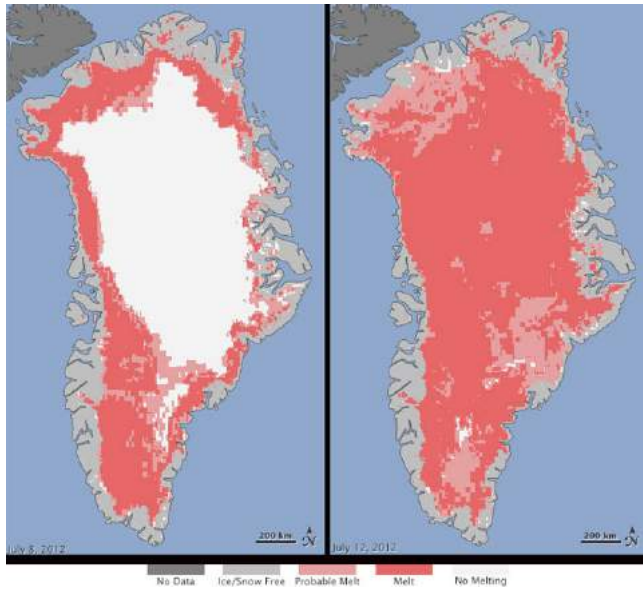 200 km
N
July 8, 2012
200 km
N
July 12, 2012
No Data
Ice/Snow Free
Probable Melt
Melt
No Melting